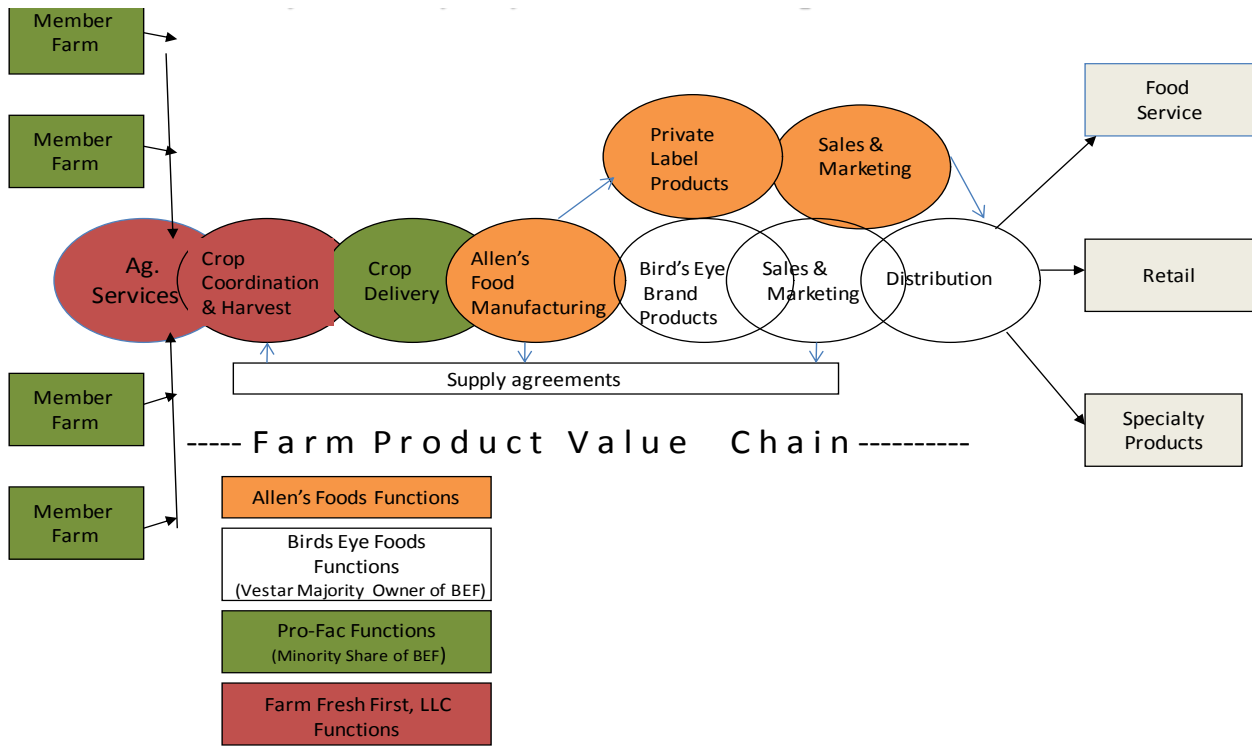 Member
Farm
Member
Farm
Food
Service
Private
Label
Products
Sales &
Marketing
Ag.
Services
Crop
Coordination
& Harvest
Crop
Delivery
Allen's
Food
Manufacturing
Bird's Eye
Brand
Products
Sales &
Marketing
Distribution
Retail
Supply agreements
Member
Farm
Member
Farm
Specialty
Products
----- Farm Product Value Chain----------
Allen's Foods Functions
Birds Eye Foods
Functions
(Vestar Majority Owner of BEF)
Pro-Fac Functions
(Minority Share of BEF)
Farm Fresh First, LLC
Functions